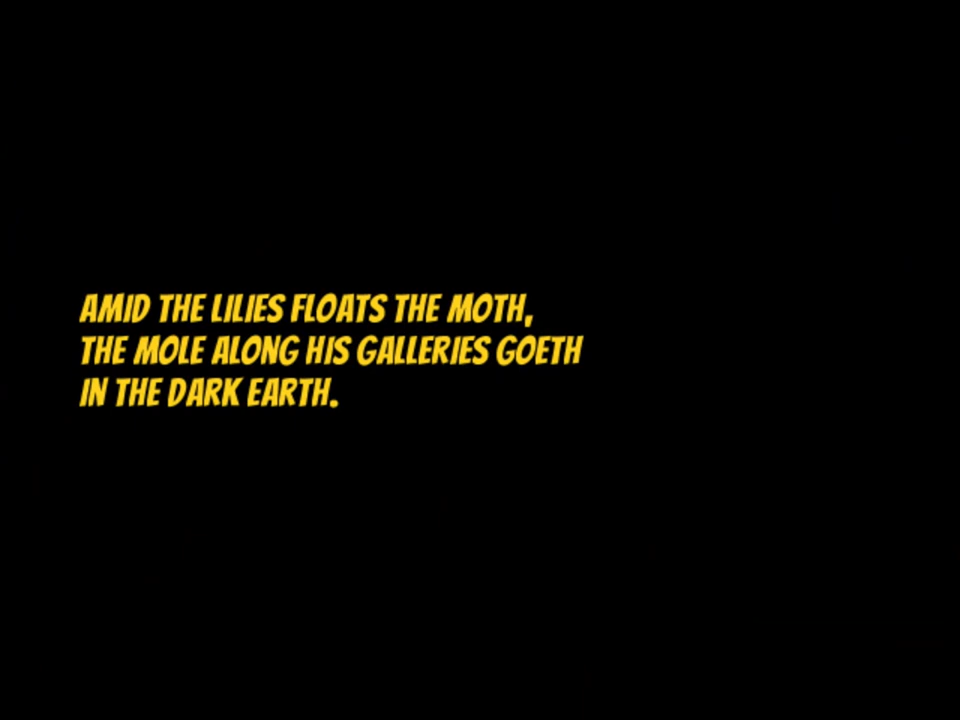 AMID THE LILIES FLOATS THE MOTH,
THE MOLE ALONG HIS GALLERIES GOETH
IN THE DARK EARTH.